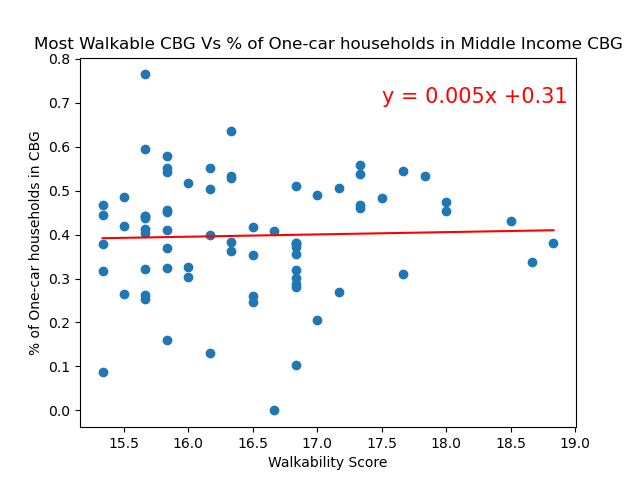 Most Walkable CBG Vs % of One-car households in Middle Income CBG
y = 0.005x +0.31
% of One-car households in CBG
0.8
0.7
0.6
0.5
0.4
0.3
0.2
0.1
0.0
15.5 16.0 16.5 17.0 17.5 18.0 18.5 19.0
Walkability Score